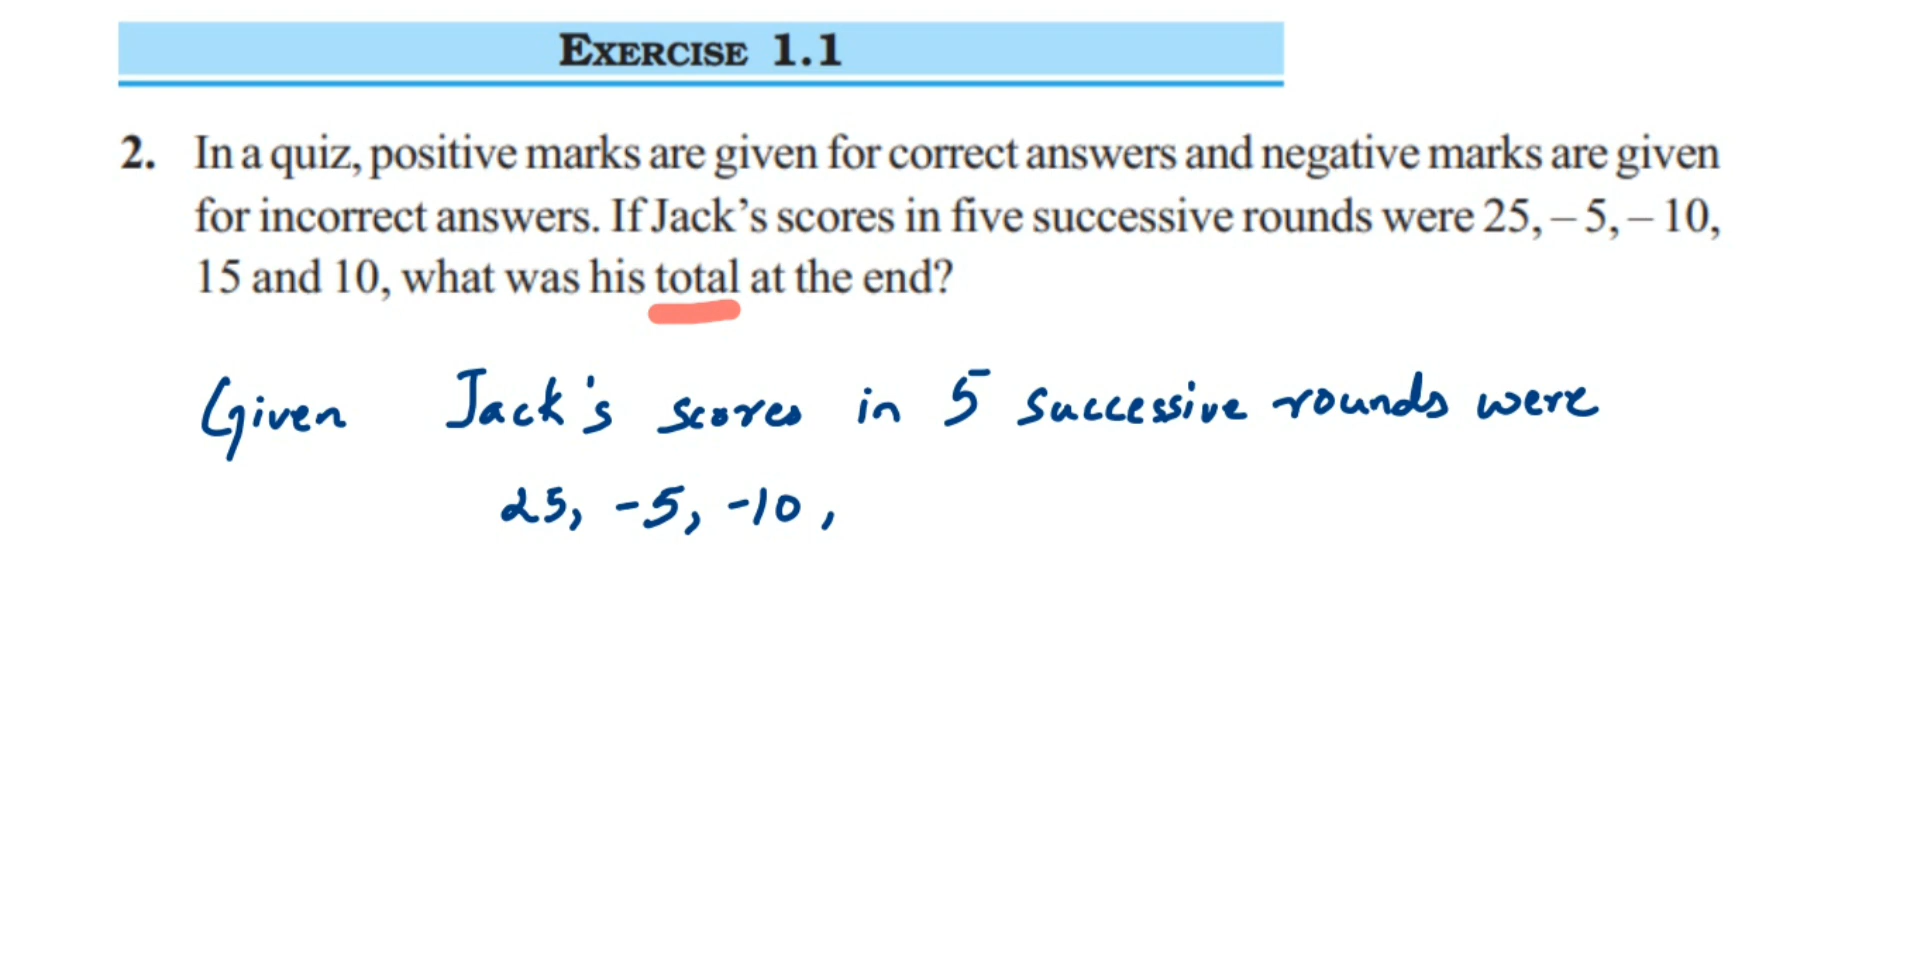 EXERCISE 1.1
2. In a quiz, positive marks are given for correct answers and negative marks are given
for incorrect answers. If Jack’s scores in five successive rounds were 25, – 5, – 10,
15 and 10, what was his total at the end?
Given Jack's scores in 5 successive rounds were
25, -5, -10,